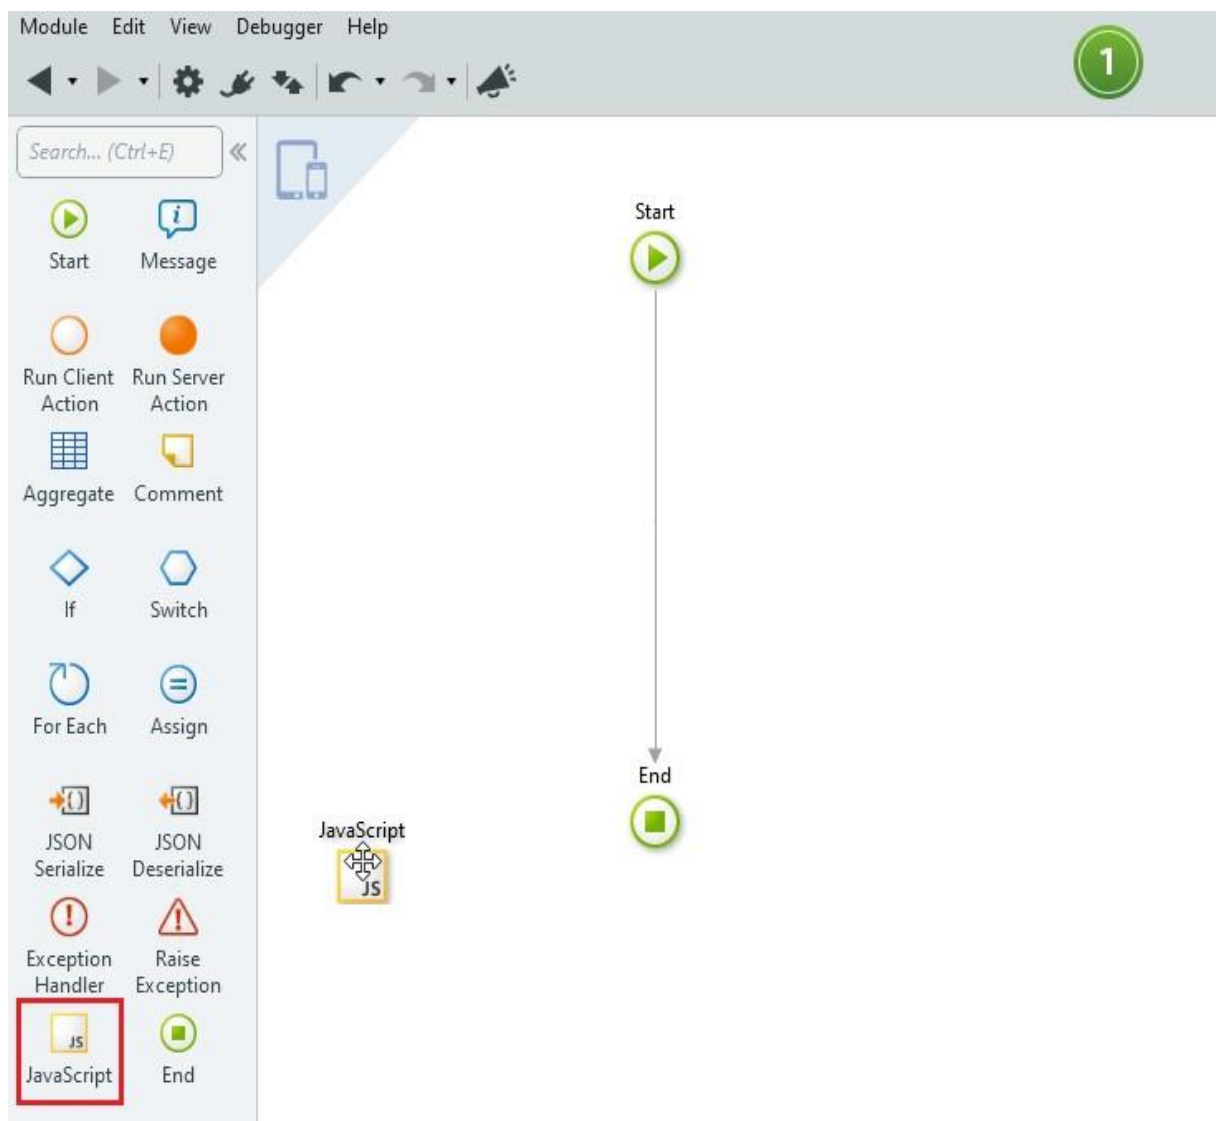 Module Edit View Debugger Help
1
Search... (Ctrl+E)
Start Message
Run Client Run Server
Action Action
Aggregate Comment
If Switch
For Each Assign
JSON JSON
Serialize Deserialize
Exception Raise
Handler Exception
JS
JavaScript End
Start
End
JavaScript
JS